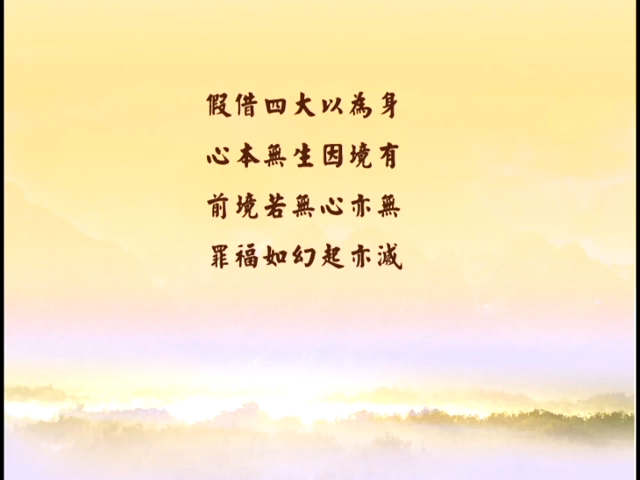 假借四大以為身
心本無生因境有
前境若無心亦無
罪福如幻起亦滅